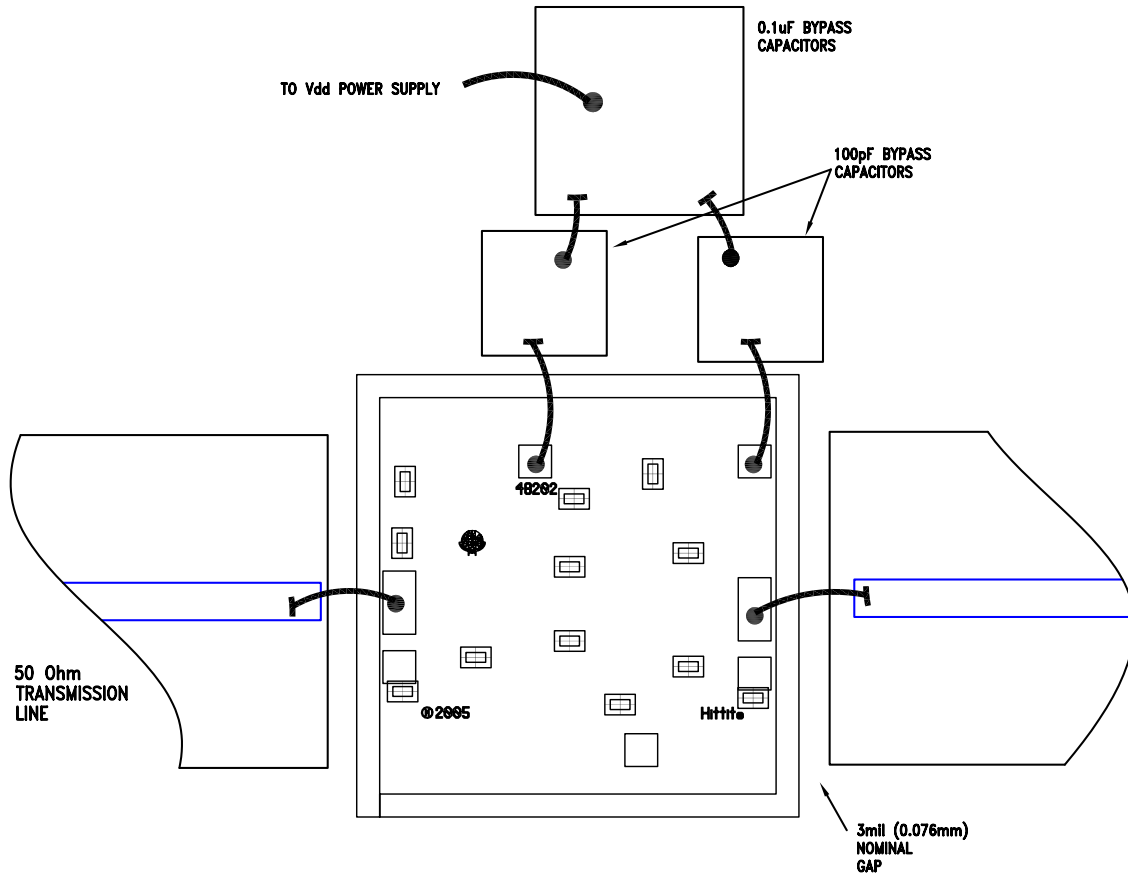 0.1uF BYPASS
CAPACITORS
TO Vdd POWER SUPPLY
100pF BYPASS
CAPACITORS
48202
50 Ohm
TRANSMISSION
LINE
®2005
Hittite
3mil (0.076mm)
NOMINAL
GAP